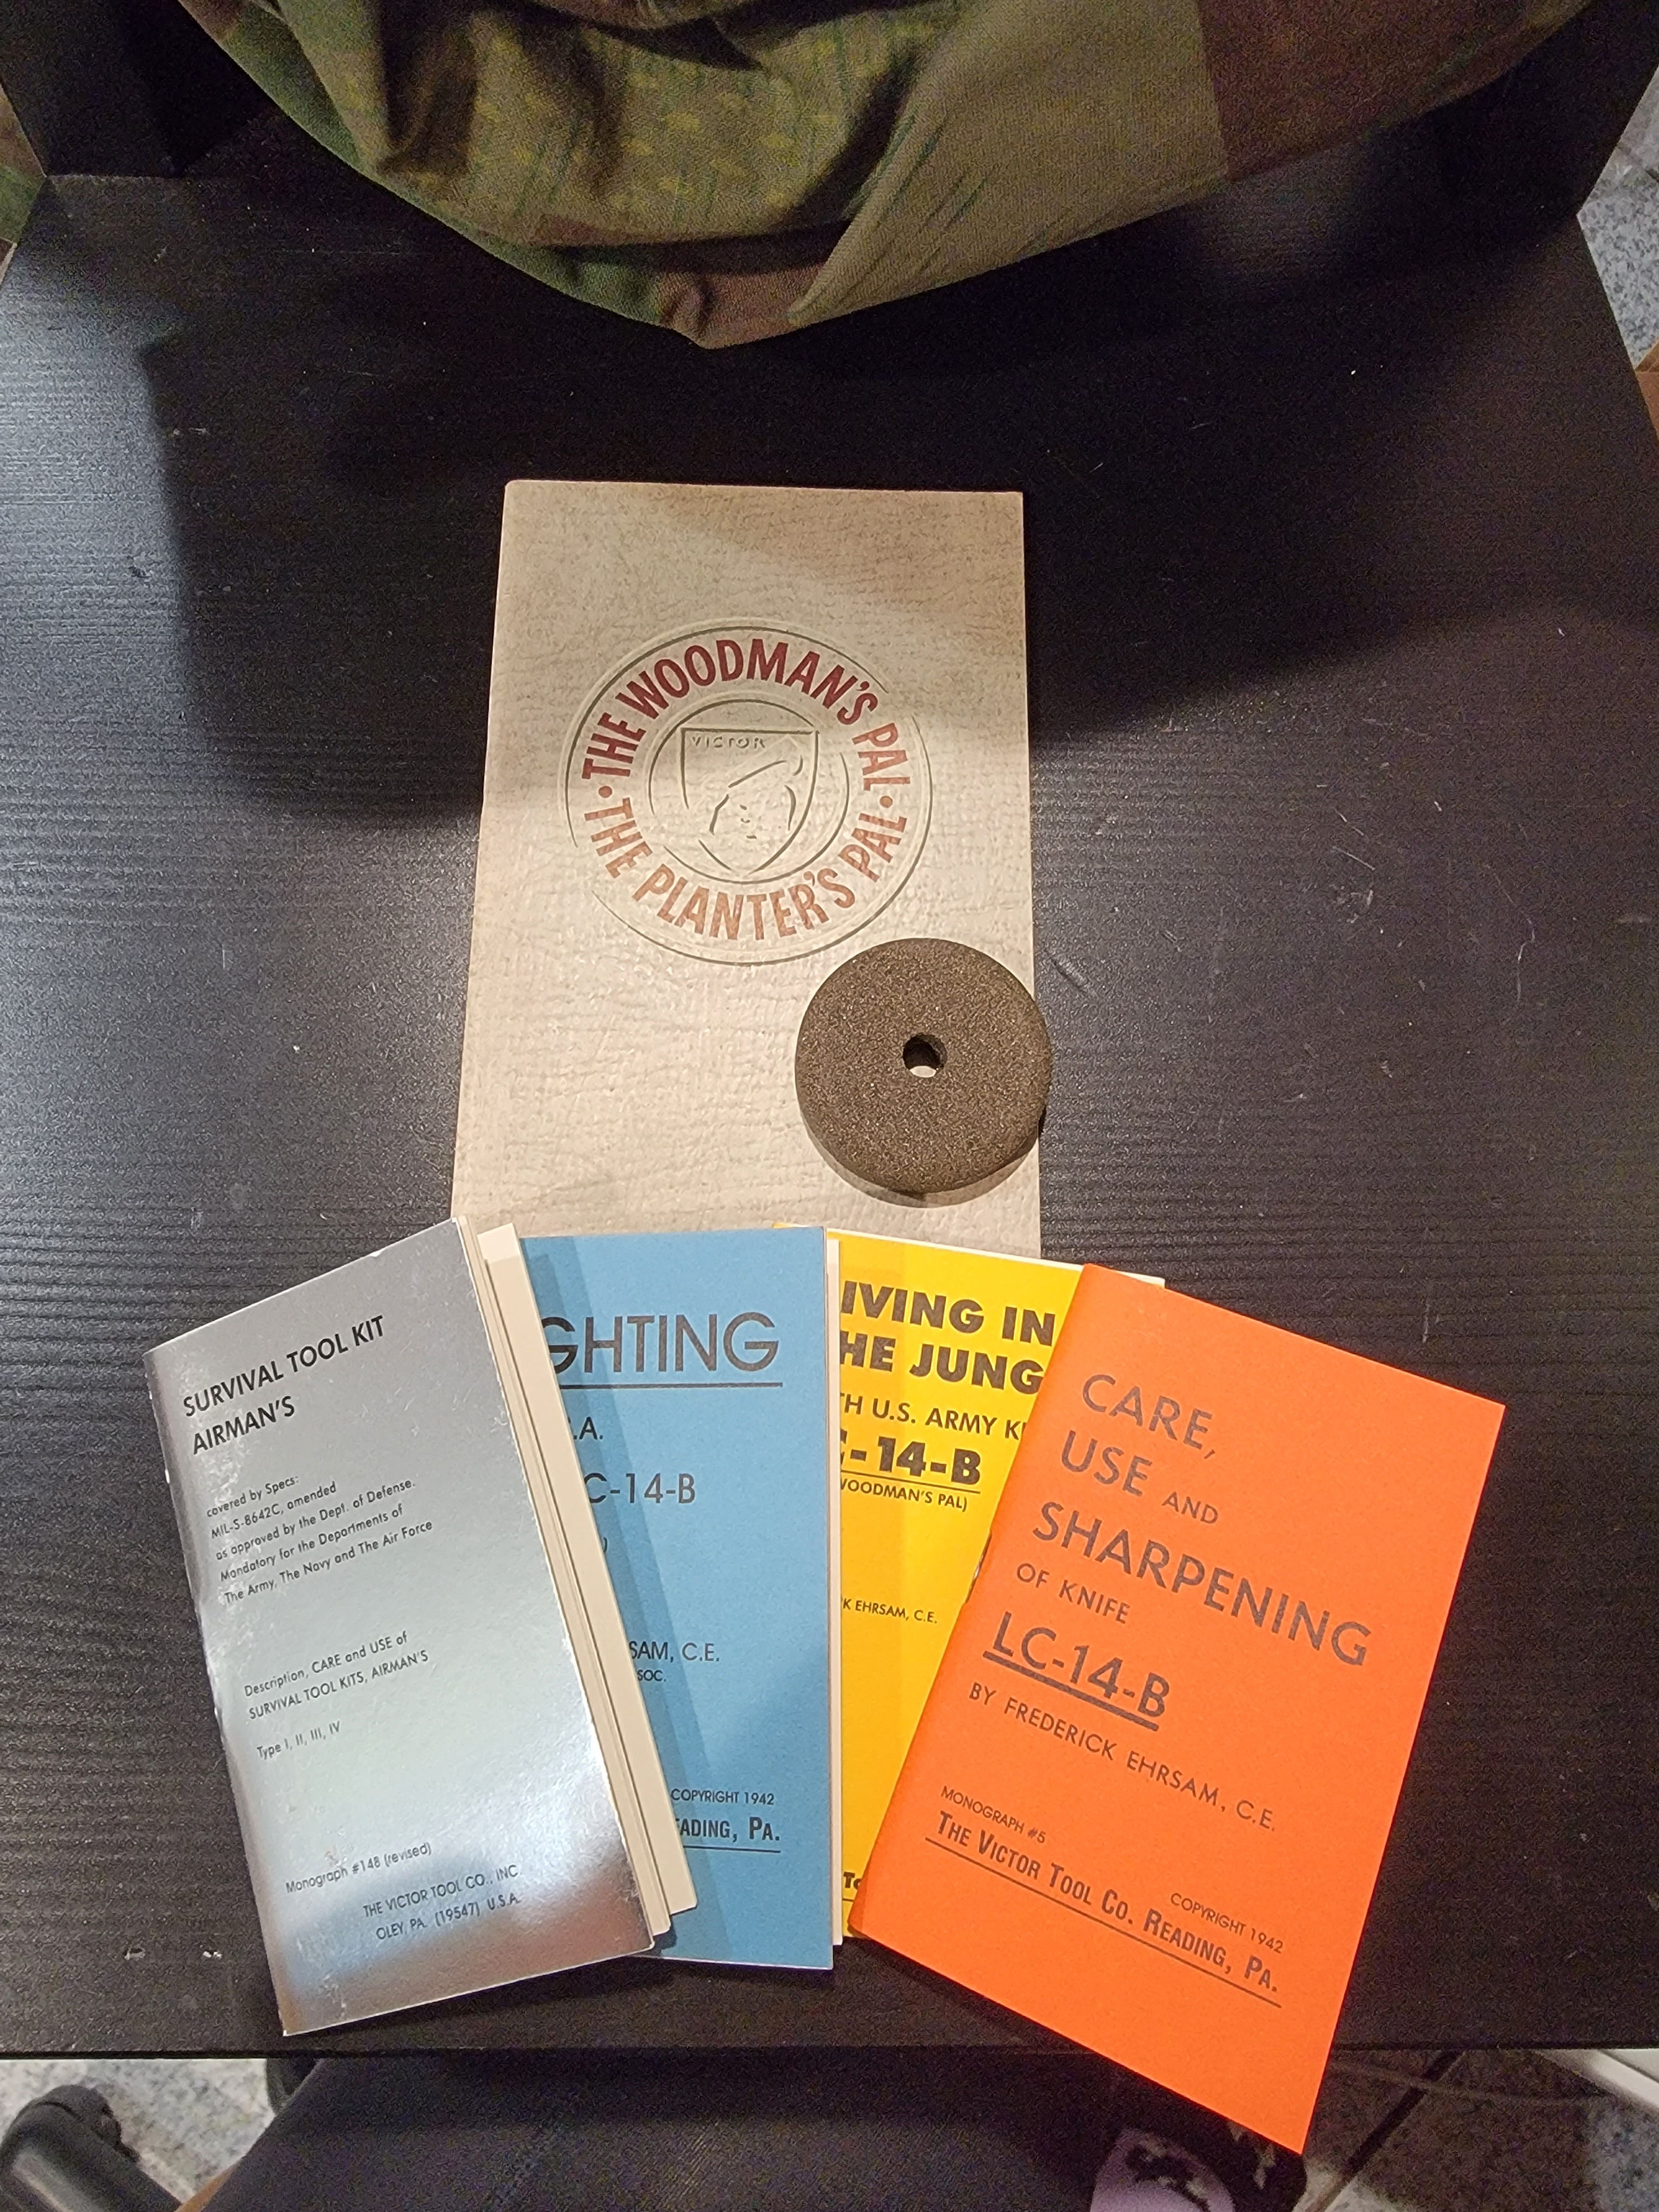 THE WOODMAN'S PAL
THE PLANTER'S PAL
VICTOR
SURVIVAL TOOL KIT
AIRMAN'S
covered by Specs:
MIL-S-8642C, amended
as approved by the Dept. of Defense.
Mandatory for the Departments of
The Army, The Navy and The Air Force
Description, CARE and USE of
SURVIVAL TOOL KITS, AIRMAN'S
Type I, II, III, IV
Monograph #148 (revised)
THE VICTOR TOOL CO., INC.
OLEY, PA. (19547) U.S.A.
GHTING
.A.
C-14-B
)
SAM, C.E.
SOC.
COPYRIGHT 1942
EADING, PA.
IVING IN
HE JUNG
TH U.S. ARMY K
C-14-B
WOODMAN'S PAL)
K EHRSAM, C.E.
To
CARE,
USE AND
SHARPENING
OF KNIFE
LC-14-B
BY FREDERICK EHRSAM, C.E.
MONOGRAPH #5
COPYRIGHT 1942
THE VICTOR TOOL CO. READING, PA.